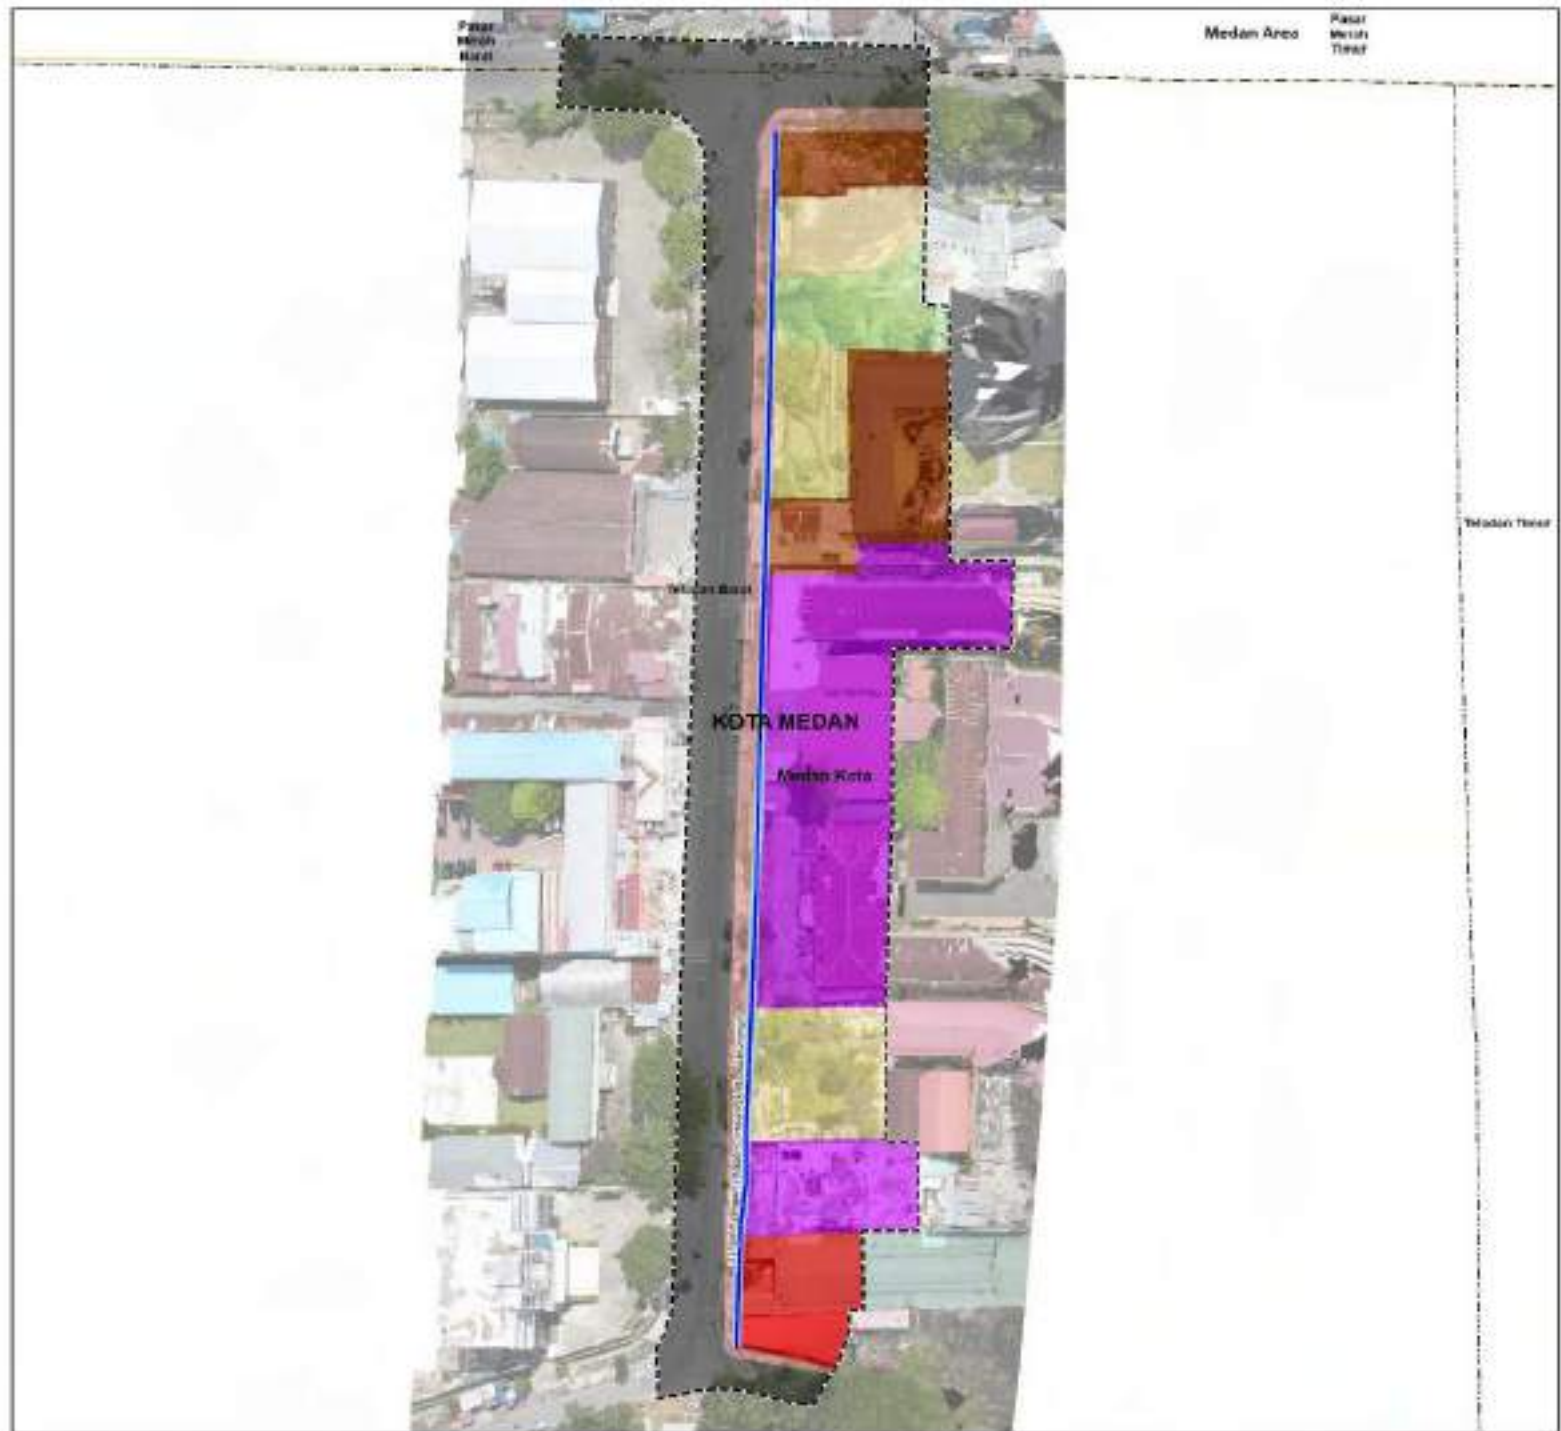 Pasar
Merah
Barat
Medan Area
Pasar
Merah
Timur
Teladan Timur
Teladan Barat
KOTA MEDAN
Medan Kota